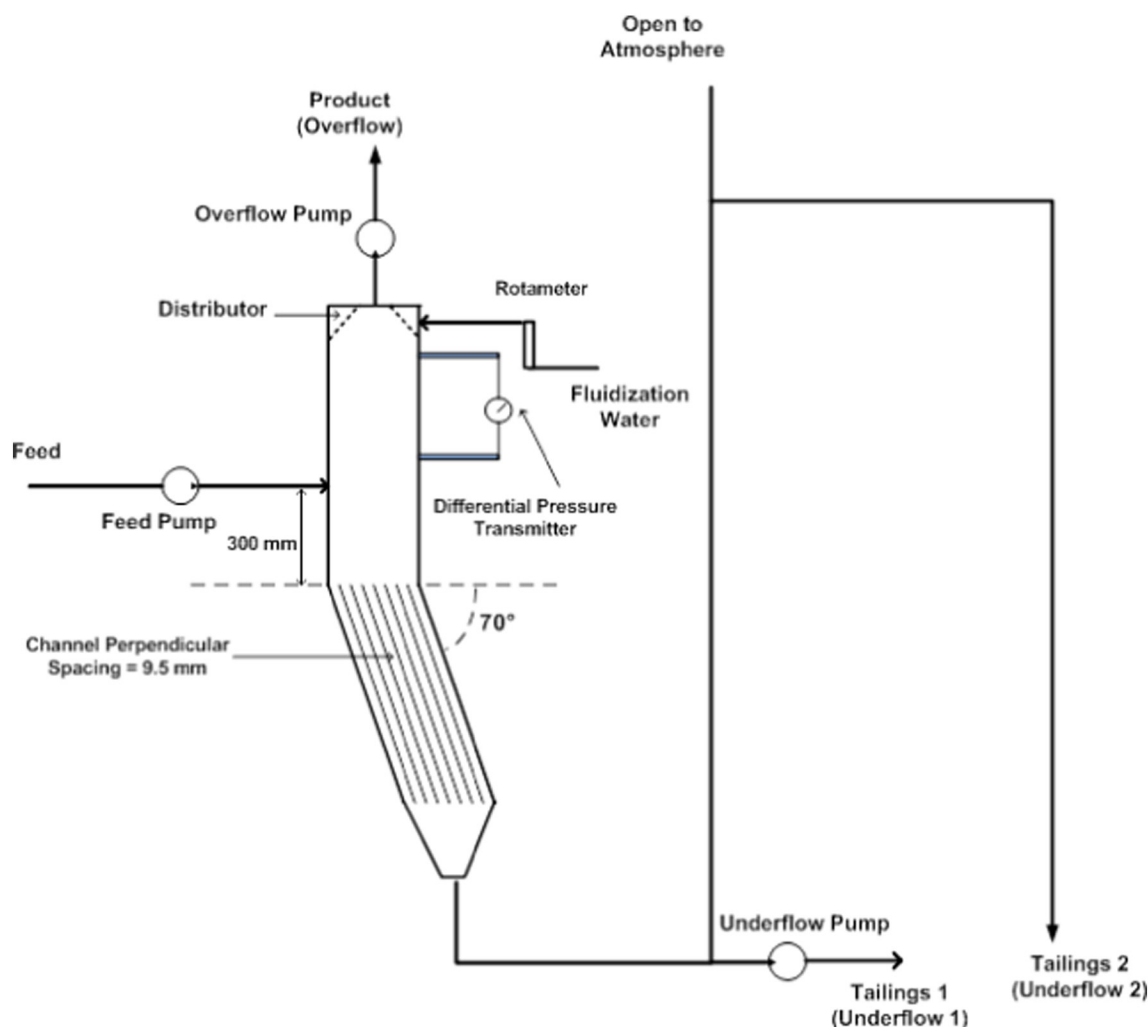 Open to
Atmosphere
Product
(Overflow)
Overflow Pump
Distributor
Rotameter
Fluidization
Water
Feed
Feed Pump
Differential Pressure
Transmitter
300 mm
70°
Channel Perpendicular
Spacing = 9.5 mm
Underflow Pump
Tailings 1
(Underflow 1)
Tailings 2
(Underflow 2)